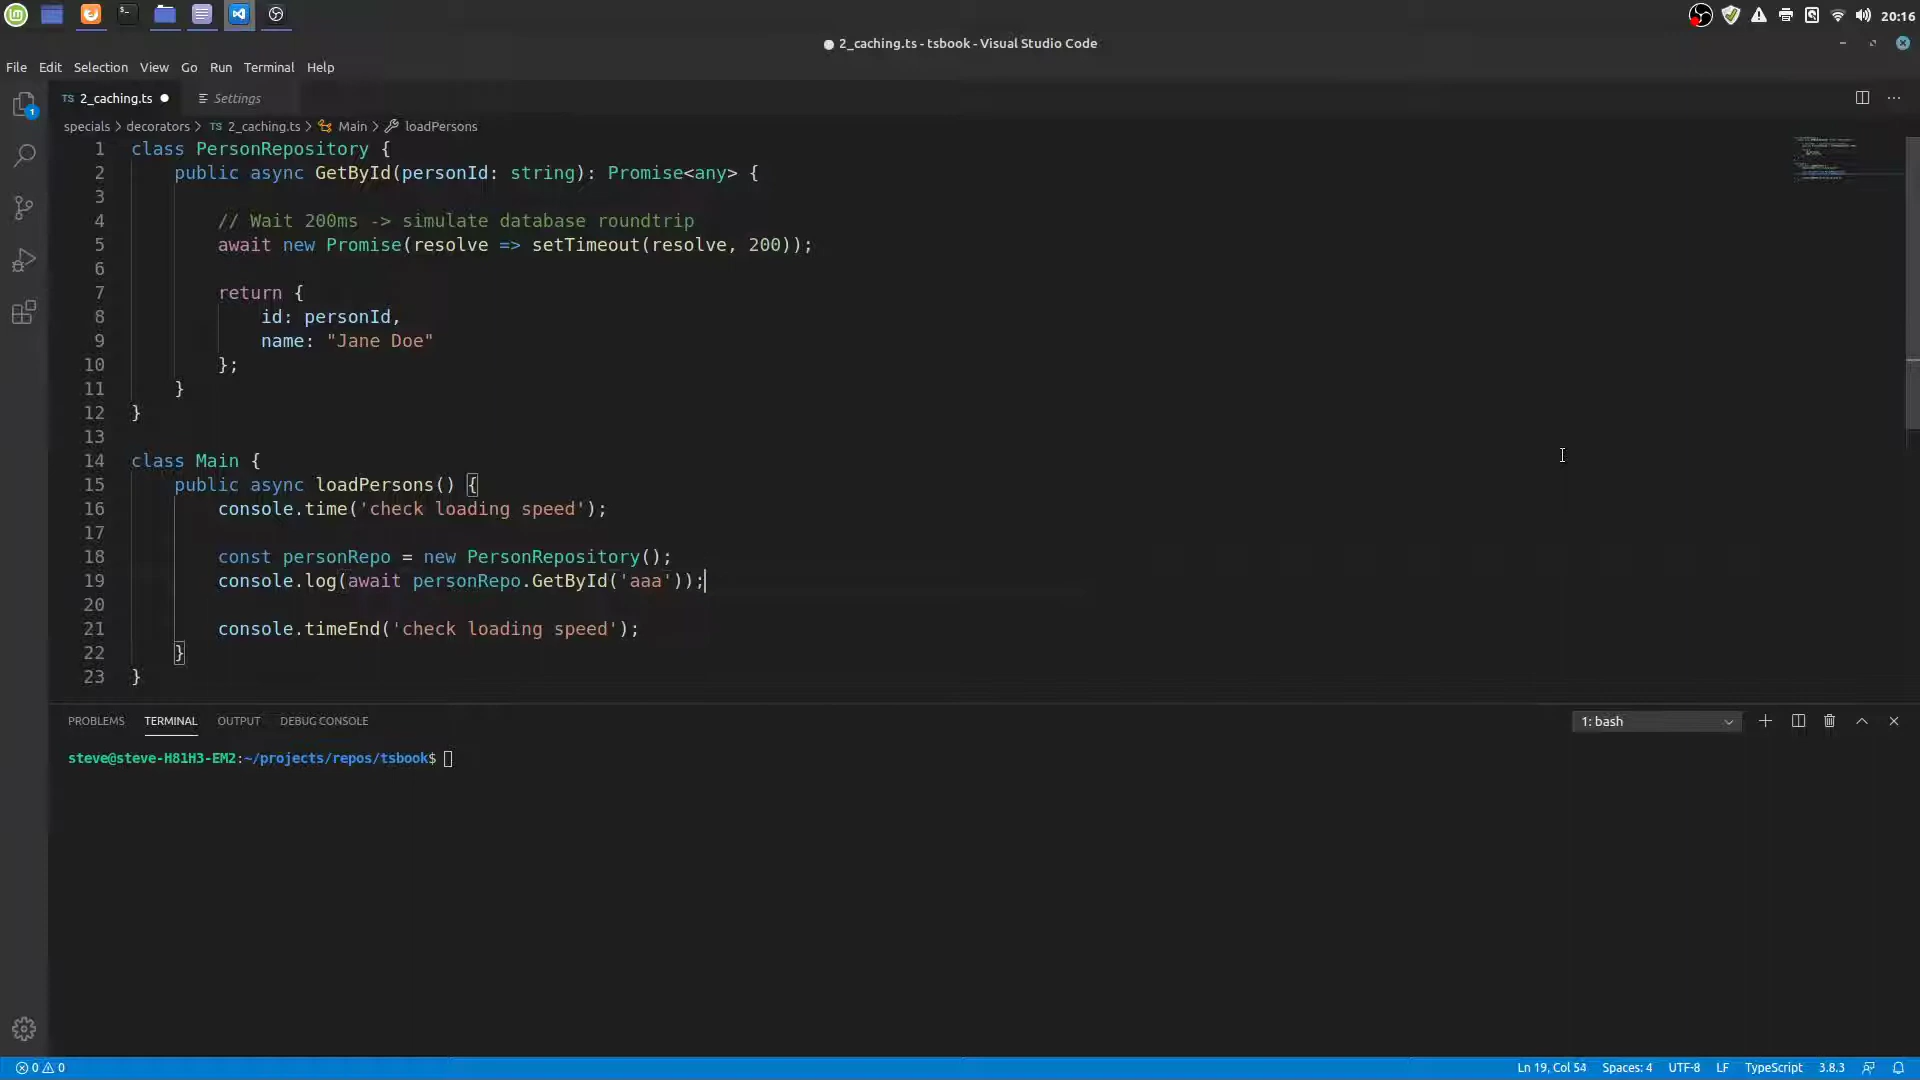 20:16
2_caching.ts - tsbook - Visual Studio Code
File Edit Selection View Go Run Terminal Help
TS 2_caching.ts Settings
specials > decorators > TS 2_caching.ts > Main > loadPersons
1 class PersonRepository {
2 public async GetById(personId: string): Promise<any> {
3
4 // Wait 200ms -> simulate database roundtrip
5 await new Promise(resolve => setTimeout(resolve, 200));
6
7 return {
8 id: personId,
9 name: "Jane Doe"
10 };
11 }
12 }
13
14 class Main {
15 public async loadPersons() {
16 console.time('check loading speed');
17
18 const personRepo = new PersonRepository();
19 console.log(await personRepo.GetById('aaa'));
20
21 console.timeEnd('check loading speed');
22 }
23 }
PROBLEMS TERMINAL OUTPUT DEBUG CONSOLE 1: bash
steve@steve-H81H3-EM2:~/projects/repos/tsbook$
0 0 Ln 19, Col 54 Spaces: 4 UTF-8 LF TypeScript 3.8.3